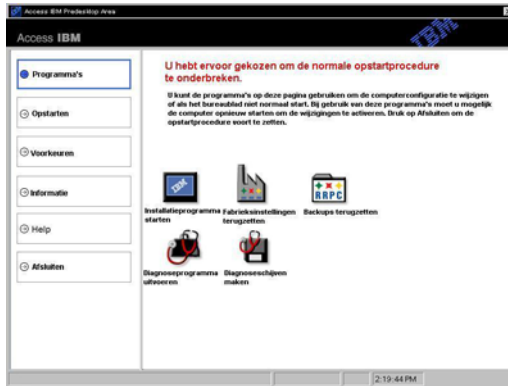 Access IBM Predesktop Area
Access IBM
IBM
Programma's
Opstarten
Voorkeuren
Informatie
Help
Afsluiten
U hebt ervoor gekozen om de normale opstartprocedure
te onderbreken.
U kunt de programma's op deze pagina gebruiken om de computerconfiguratie te wijzigen
of als het bureaublad niet normaal start. Bij gebruik van deze programma's moet u mogelijk
de computer opnieuw starten om de wijzigingen te activeren. Druk op Afsluiten om de
opstartprocedure voort te zetten.
IBM
RRPC
Installatieprogramma
starten
Fabrieksinstellingen
terugzetten
Backups terugzetten
Diagnoseprogramma
uitvoeren
Diagnoseschijven
maken
2:19:44 PM